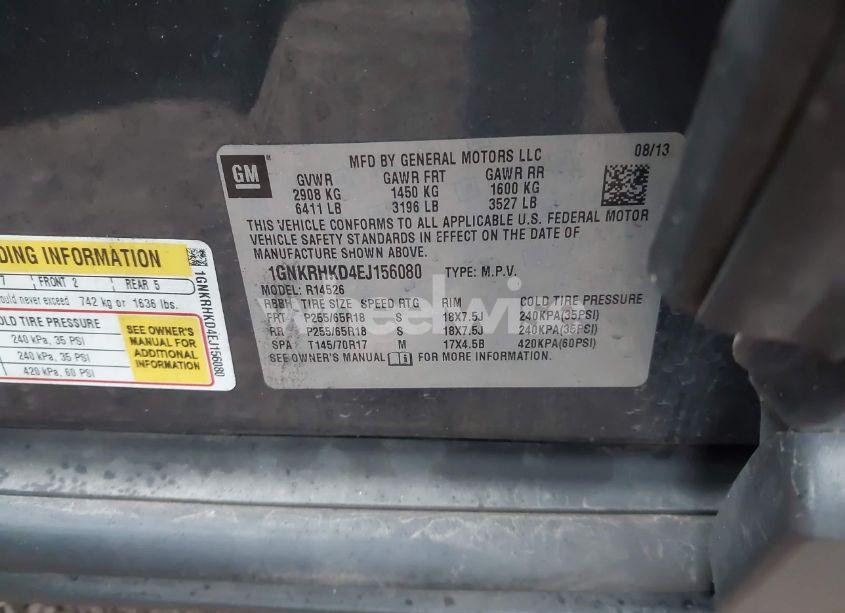 DING INFORMATION
7 FRONT 2 REAR 5
ould never exceed 742 kg or 1636 lbs.
OLD TIRE PRESSURE
240 kPa, 35 PSI
240 kPa, 35 PSI
420 kPa, 60 PSI
SEE OWNER'S
MANUAL FOR
ADDITIONAL
INFORMATION
1GNKRHKD4EJ156080
GM
MFD BY GENERAL MOTORS LLC 08/13
GVWR GAWR FRT GAWR RR
2908 KG 1450 KG 1600 KG
6411 LB 3196 LB 3527 LB
THIS VEHICLE CONFORMS TO ALL APPLICABLE U.S. FEDERAL MOTOR
VEHICLE SAFETY STANDARDS IN EFFECT ON THE DATE OF
MANUFACTURE SHOWN ABOVE.
1GNKRHKD4EJ156080 TYPE: M.P.V.
MODEL: R14526
RBBH TIRE SIZE SPEED RTG RIM COLD TIRE PRESSURE
FRT P255/65R18 S 18X7.5J 240KPA(35PSI)
RR P255/65R18 S 18X7.5J 240KPA(35PSI)
SPA T145/70R17 M 17X4.5B 420KPA(60PSI)
SEE OWNER'S MANUAL FOR MORE INFORMATION.